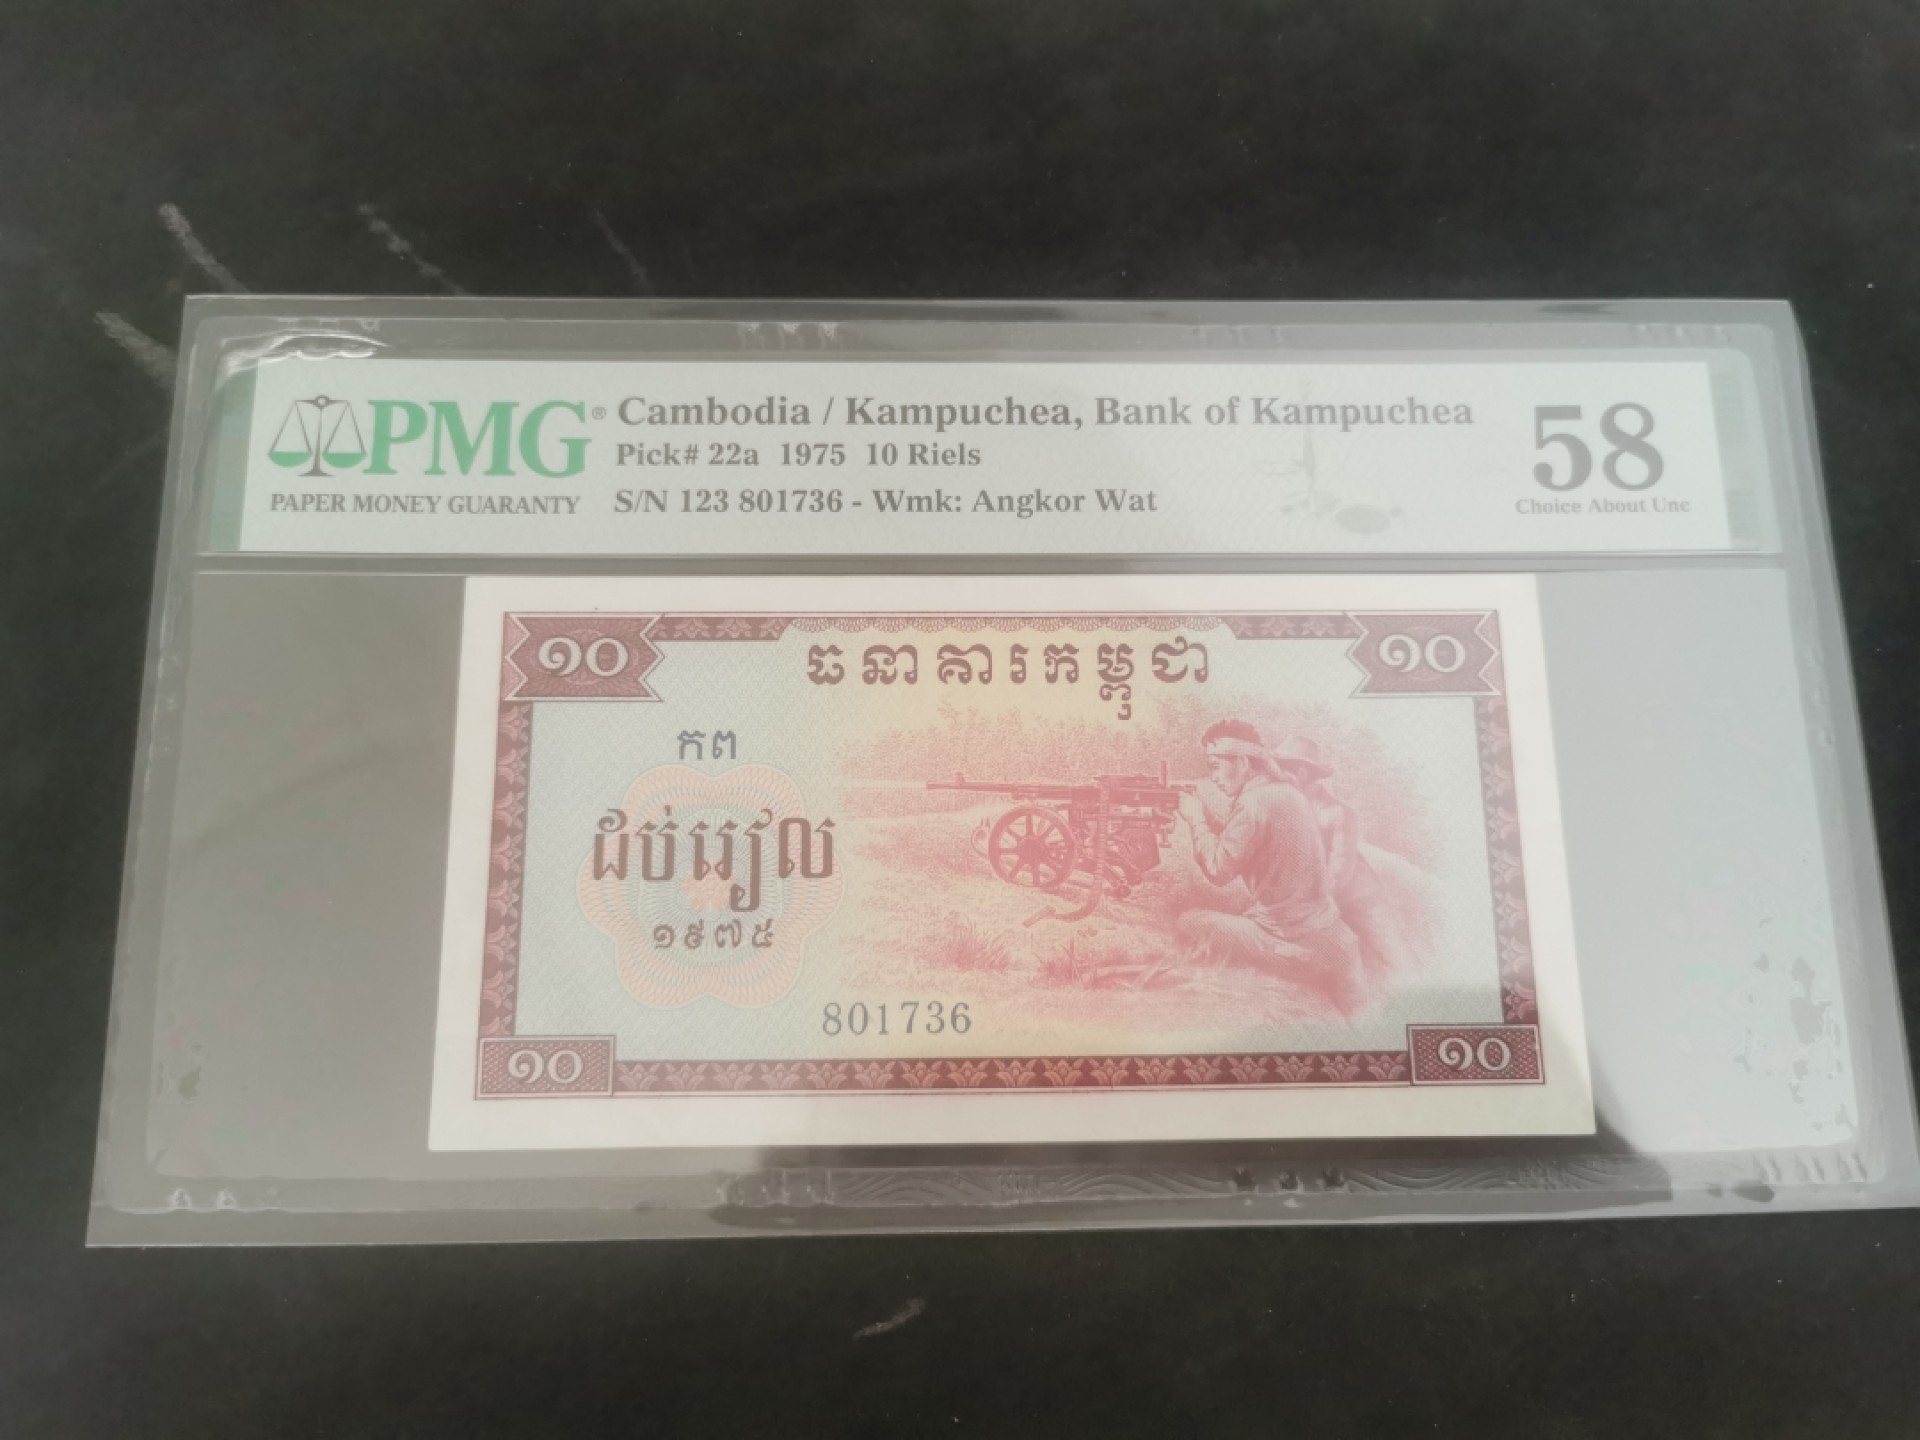 PMG® Cambodia / Kampuchea, Bank of Kampuchea 58
Pick# 22a 1975 10 Riels
PAPER MONEY GUARANTY S/N 123 801736 - Wmk: Angkor Wat Choice About Unc
១០ ធនាគារកម្ពុជា ១០
កព
ដប់រៀល
១៩៧៥
801736
១០ ១០